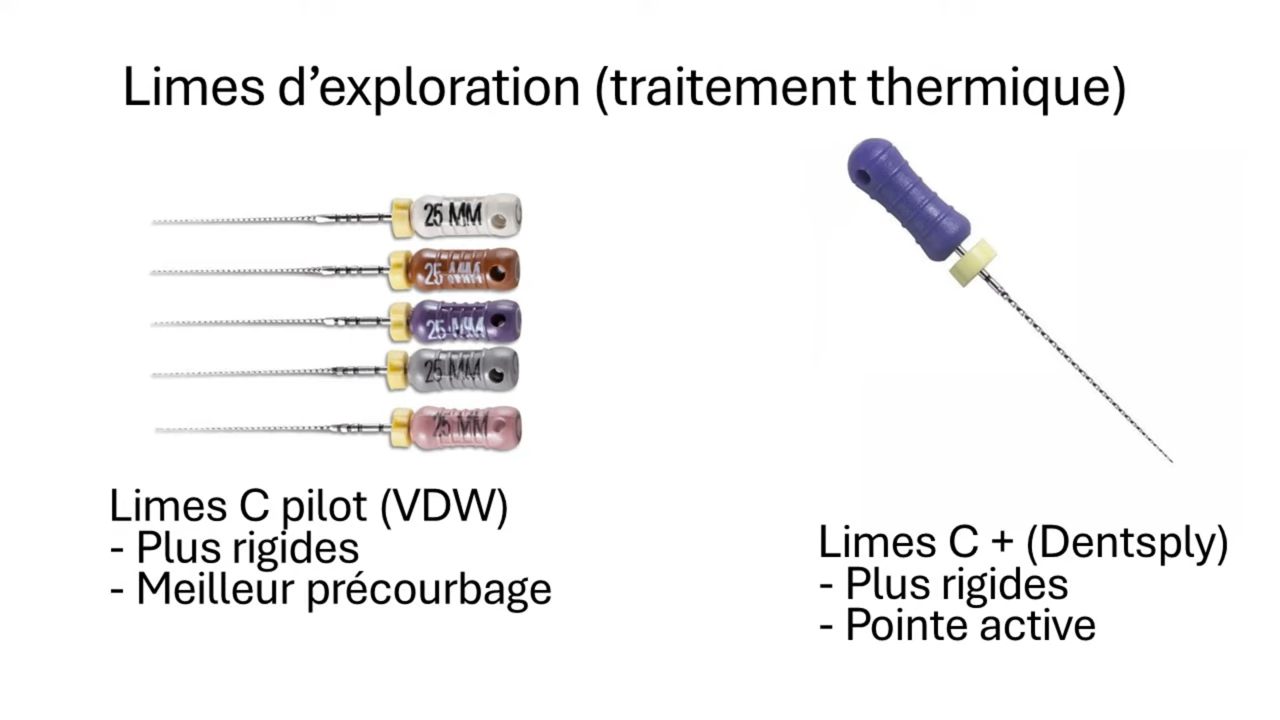 Limes d’exploration (traitement thermique)
25 MM
25 MM
25 MM
25 MM
25 MM
Limes C pilot (VDW)
- Plus rigides
- Meilleur précourbage
Limes C + (Dentsply)
- Plus rigides
- Pointe active